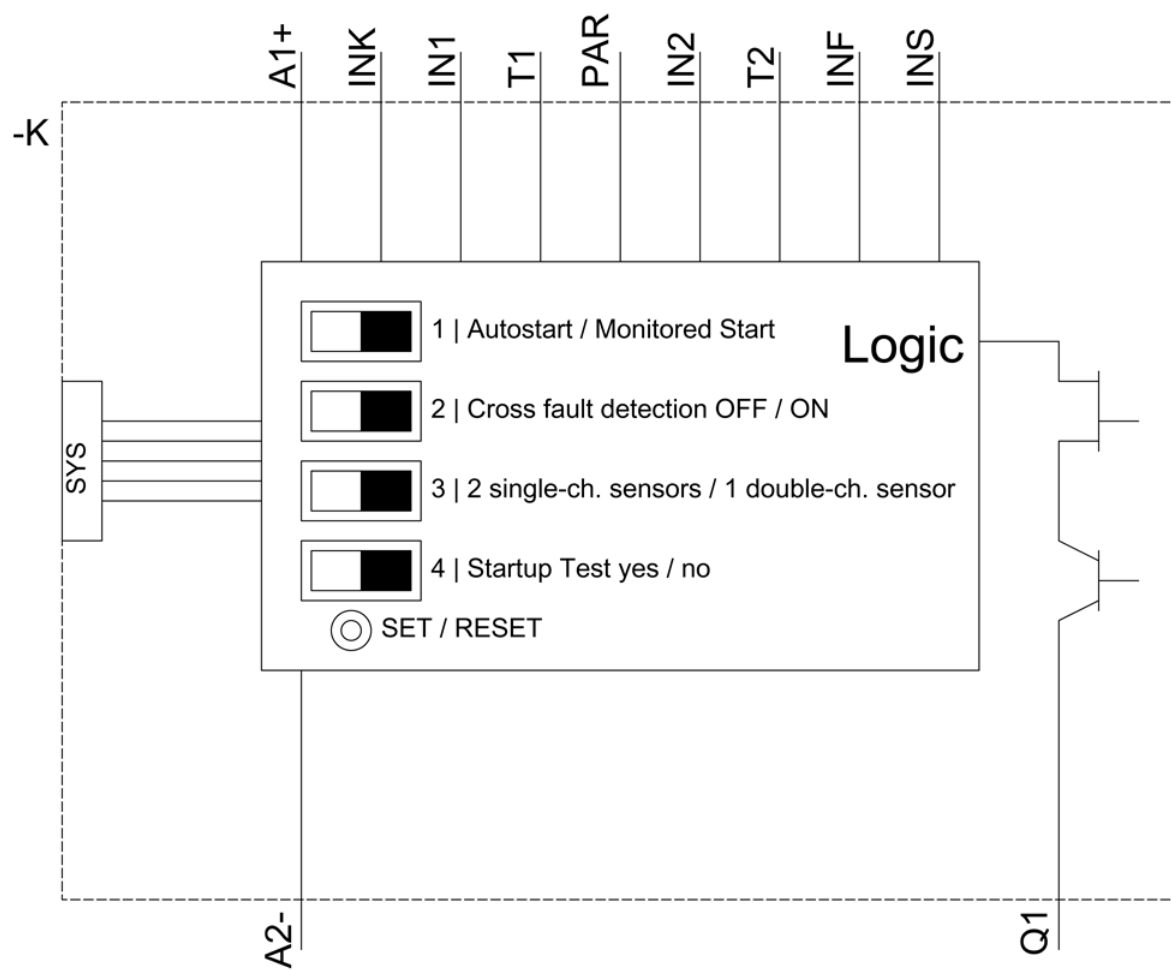 A1+
INK
IN1
T1
PAR
IN2
T2
INF
INS
-K
1 | Autostart / Monitored Start
Logic
2 | Cross fault detection OFF / ON
SYS
3 | 2 single-ch. sensors / 1 double-ch. sensor
4 | Startup Test yes / no
SET / RESET
A2-
Q1